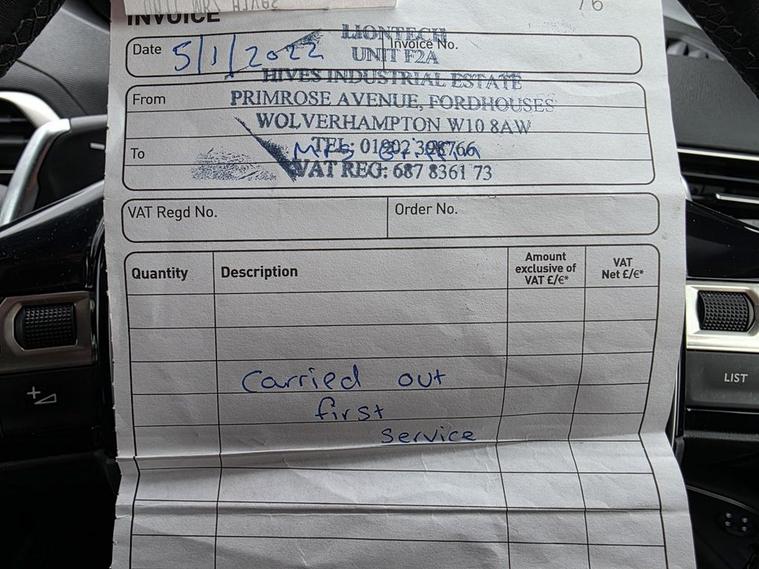 INVOICE
Date 5/1/2022
Invoice No.
LIONTECH
UNIT F2A
HIVES INDUSTRIAL ESTATE
From
PRIMROSE AVENUE, FORDHOUSES
WOLVERHAMPTON W10 8AW
To
TEL: 01902 398766
VAT REG: 687 8361 73
VAT Regd No.
Order No.
Quantity
Description
Amount
exclusive of
VAT £/€*
VAT
Net £/€*
Carried out
first
service
LIST